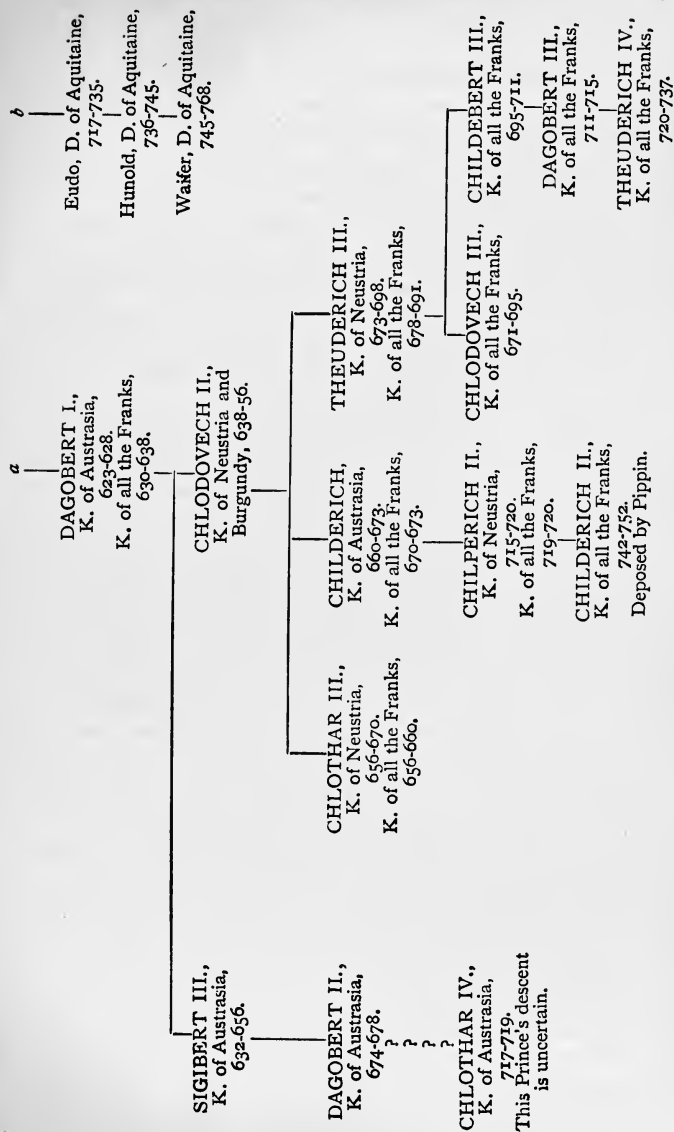 a
DAGOBERT I.,
K. of Austrasia,
623-628.
K. of all the Franks,
630-638.
b
Eudo, D. of Aquitaine,
717-735.
Hunold, D. of Aquitaine,
736-745.
Waifer, D. of Aquitaine,
745-768.
SIGIBERT III.,
K. of Austrasia,
632-656.
CHLODOVECH II.,
K. of Neustria and
Burgundy, 638-56.
DAGOBERT II.,
K. of Austrasia,
674-678.
?
?
?
?
CHLOTHAR IV.,
K. of Austrasia,
717-719.
This Prince's descent
is uncertain.
CHLOTHAR III.,
K. of Neustria,
656-670.
K. of all the Franks,
656-660.
CHILDERICH,
K. of Austrasia,
660-673.
K. of all the Franks,
670-673.
THEUDERICH III.,
K. of Neustria,
673-698.
K. of all the Franks,
678-691.
CHILPERICH II.,
K. of Neustria,
715-720.
K. of all the Franks,
719-720.
CHILDERICH II.,
K. of all the Franks,
742-752.
Deposed by Pippin.
CHLODOVECH III.,
K. of all the Franks,
671-695.
CHILDEBERT III.,
K. of all the Franks,
695-711.
DAGOBERT III.,
K. of all the Franks,
711-715.
THEUDERICH IV.,
K. of all the Franks,
720-737.